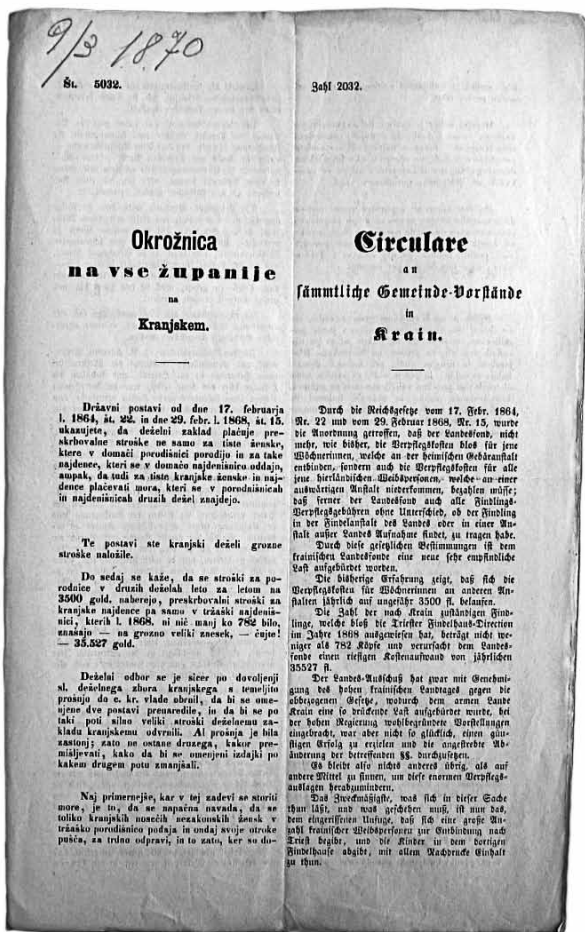 9/3 1870
Št. 5032.
Okrožnica
na vse županije
na
Kranjskem.
Državni postavi od dne 17. februarja
l. 1864, št. 22. in dne 29. febr. l. 1868, št. 15.
ukazujete, da deželni zaklad plačuje pre-
skrbovalne stroške ne samo za tiste ženske,
ktere v domači porodišnici porodijo in za take
najdence, kteri se v domačo najdenišnico oddajo,
ampak, da tudi za tiste kranjske ženske in naj-
dence plačevati mora, kteri se v porodnišnicah
in najdenišnicah druzih dežel znajdejo.
Te postavi ste kranjski deželi grozne
stroške naložile.
Do sedaj se kaže, da se stroški za po-
rodnice v druzih deželah leto za letom na
3500 gold. naberejo, preskrbovalni stroški za
kranjske najdence pa samo v tržaški najdeniš-
nici, kterih l. 1868. ni nič manj ko 782 bilo,
znašajo — na grozno veliki znesek, — čujte!
— 35.527 gold.
Deželni odbor se je sicer po dovoljenji
sl. deželnega zbora kranjskega s temeljito
prošnjo do c. kr. vlade obrnil, da bi se ome-
njene dve postavi prenaredile, in da bi se po
taki poti silno veliki stroški deželnemu za-
kladu kranjskemu odvrnili. Al prošnja je bila
zastonj; zato ne ostane druzega, kakor pre-
mišljevati, kako da bi se omenjeni izdajki po
kakem drugem potu zmanjšali.
Naj primernejše, kar v tej zadevi se storiti
more, je to, da se napačna navada, da se
toliko kranjskih nosečih nezakonskih žensk v
tržaško porodišnico podaja in ondaj svoje otroke
pušča, za trdno odpravi, in to zato, ker so do-
Zahl 2032.
Circulare
an
sämmtliche Gemeinde-Vorstände
in
Krain.
Durch die Reichsgesetze vom 17. Febr. 1864,
Nr. 22 und vom 29. Februar 1868, Nr. 15, wurde
die Anordnung getroffen, daß der Landesfond, nicht
mehr, wie bisher, die Verpflegskosten blos für jene
Wöchnerinnen, welche an der heimischen Gebäranstalt
entbinden, sondern auch die Verpflegskosten für alle
jene hierländischen Weibspersonen, welche an einer
auswärtigen Anstalt niederkommen, bezahlen müsse;
daß ferner der Landesfond auch alle Findlings-
Verpflegsgebühren ohne Unterschied, ob der Findling
in der Findelanstalt des Landes oder in einer An-
stalt außer Landes Aufnahme findet, zu tragen habe.
Durch diese gesetzlichen Bestimmungen ist dem
krainischen Landesfonde eine neue sehr empfindliche
Last aufgebürdet worden.
Die bisherige Erfahrung zeigt, daß sich die
Verpflegskosten für Wöchnerinnen an anderen An-
stalten jährlich auf ungefähr 3500 fl. belaufen.
Die Zahl der nach Krain zuständigen Find-
linge, welche bloß die Triester Findelhaus-Direction
im Jahre 1868 ausgewiesen hat, beträgt nicht we-
niger als 782 Köpfe und verursacht dem Landes-
fonde einen riesigen Kostenaufwand von jährlichen
35527 fl.
Der Landes-Ausschuß hat zwar mit Genehmi-
gung des hohen krainischen Landtages gegen die
obbezogenen Gesetze, wodurch dem armen Lande
Krain eine so drückende Last aufgebürdet wurde, bei
der hohen Regierung wohlbegründete Vorstellungen
eingebracht, war aber nicht so glücklich, einen gün-
stigen Erfolg zu erzielen und die angestrebte Ab-
änderung der betreffenden §§. durchzusetzen.
Es bleibt also nichts anderes übrig, als auf
andere Mittel zu sinnen, um diese enormen Verpflegs-
auslagen herabzumindern.
Das Zweckmäßigste, was sich in dieser Sache
thun läßt, und was geschehen muß, ist nun das,
dem eingerissenen Unfuge, daß sich eine große An-
zahl krainischer Weibspersonen zur Entbindung nach
Triest begibt, und die Kinder in dem dortigen
Findelhause abgibt, mit allem Nachdrucke Einhalt
zu thun.